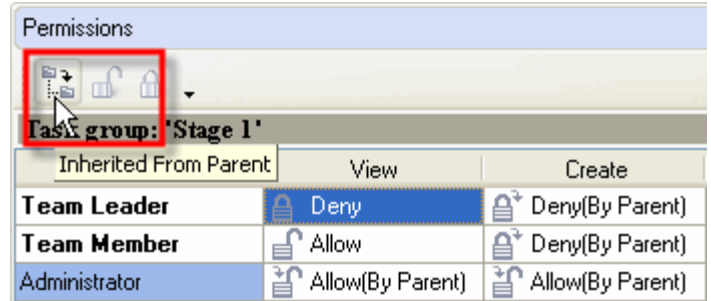 Permissions
Task group: 'Stage 1'
Inherited From Parent View Create
Team Leader Deny Deny(By Parent)
Team Member Allow Deny(By Parent)
Administrator Allow(By Parent) Allow(By Parent)